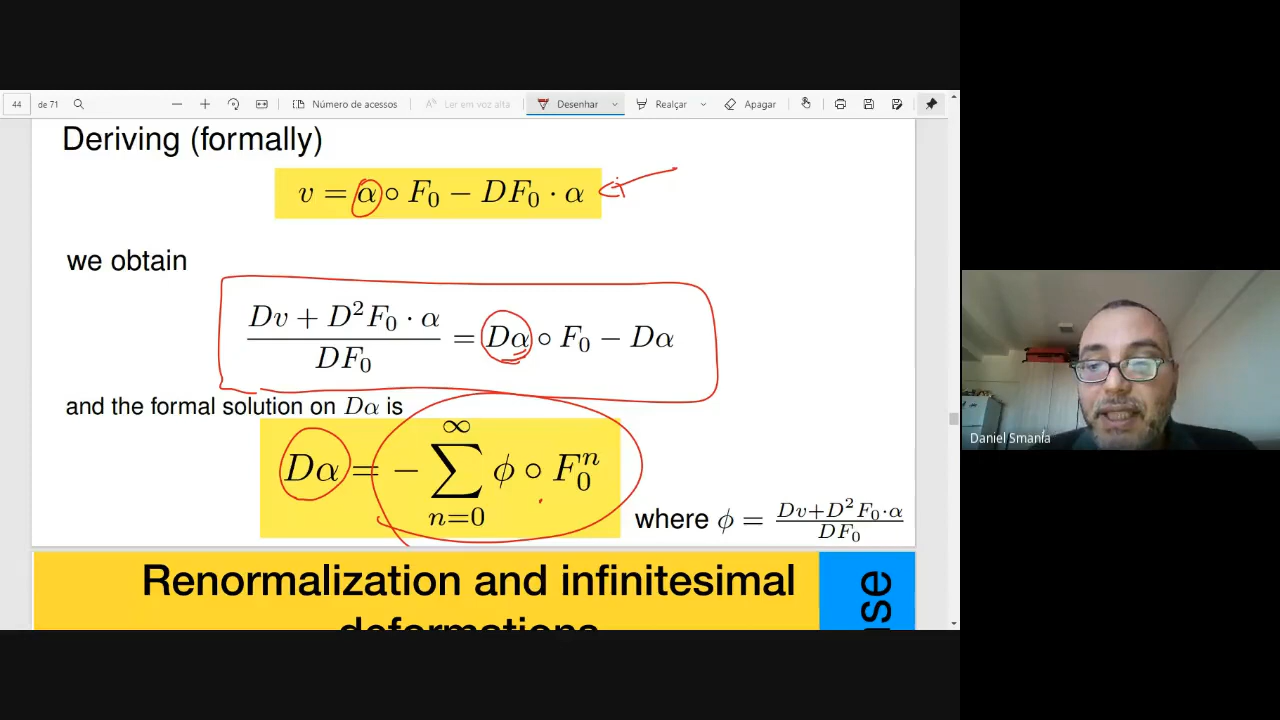 44 de 71 Número de acessos Ler em voz alta Desenhar Realçar Apagar
Deriving (formally)
v = α ∘ F₀ − DF₀ · α
we obtain
(Dv + D²F₀ · α) / DF₀ = Dα ∘ F₀ − Dα
and the formal solution on Dα is
Dα = − ∑_{n=0}^{∞} φ ∘ F₀ⁿ
where φ = (Dv+D²F₀·α) / DF₀
Renormalization and infinitesimal
deformations
Daniel Smania